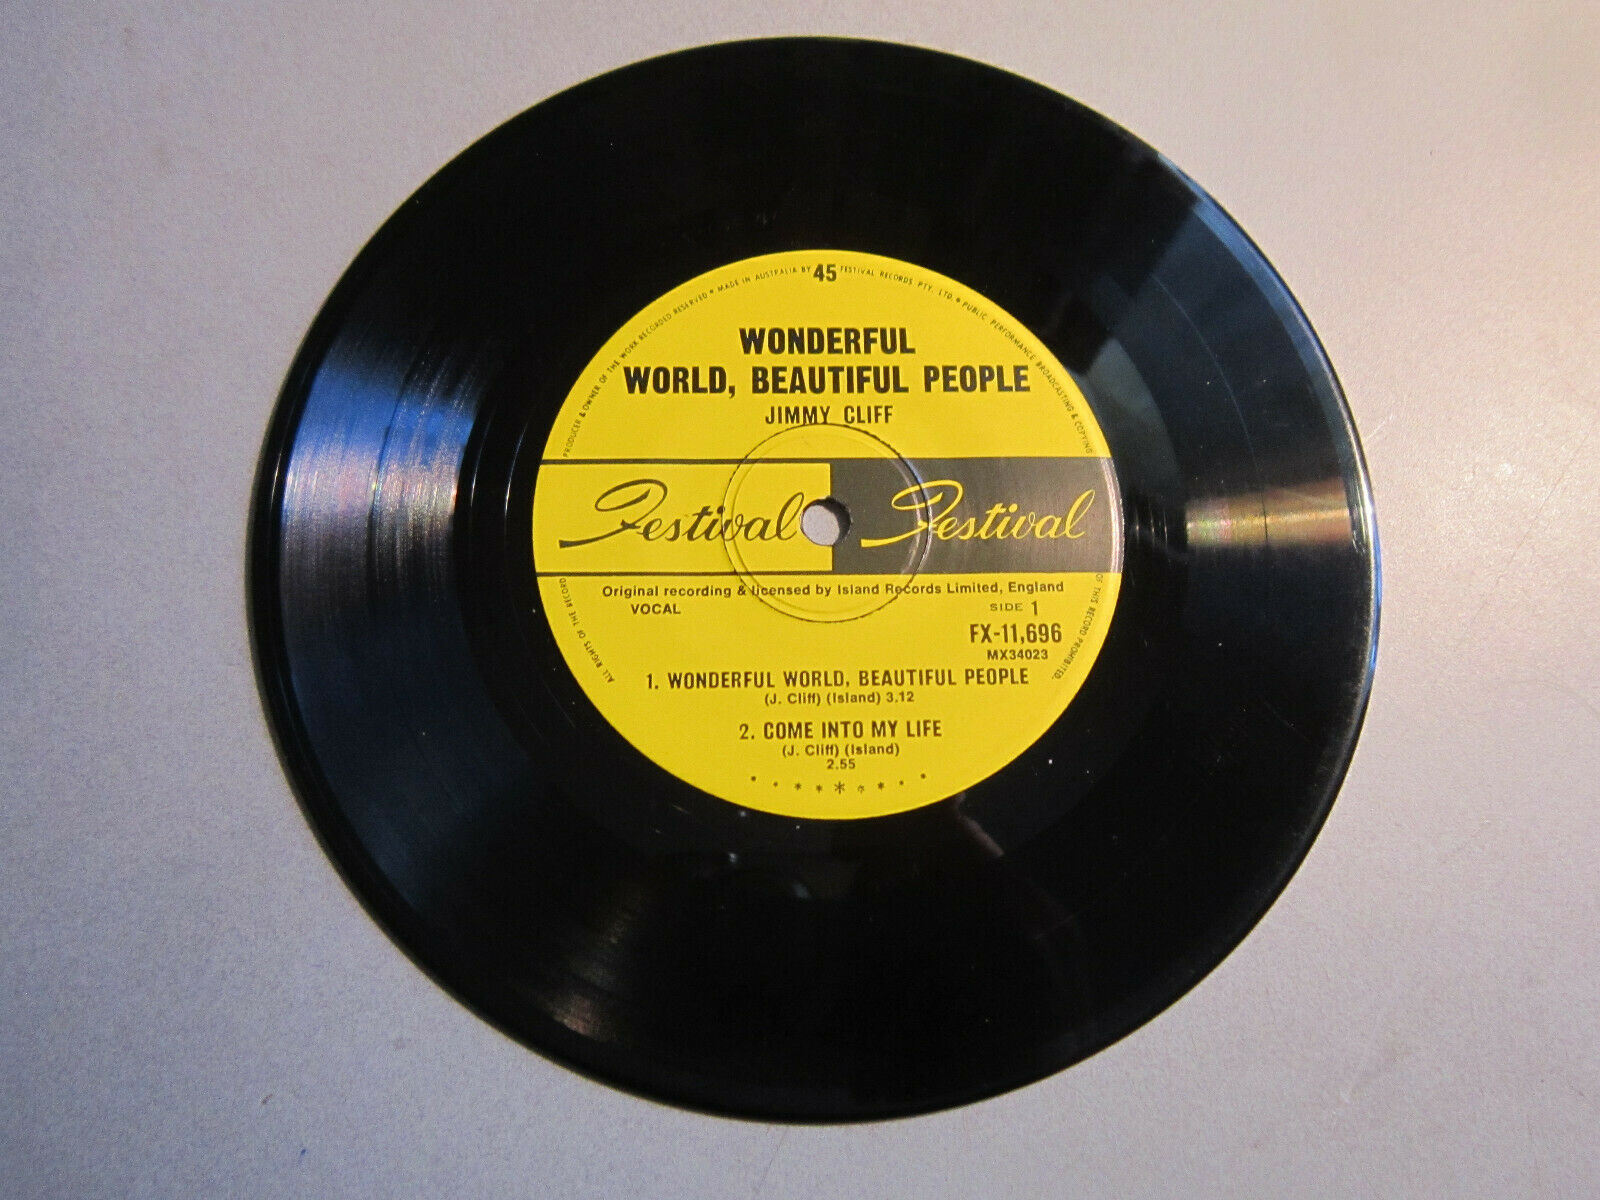 PRODUCER & OWNER OF THE WORK RECORDED RESERVED • MADE IN AUSTRALIA BY 45 FESTIVAL RECORDS PTY. LTD. • PUBLIC PERFORMANCE BROADCASTING & COPYING
WONDERFUL
WORLD, BEAUTIFUL PEOPLE
JIMMY CLIFF
Festival Festival
Original recording & licensed by Island Records Limited, England
VOCAL SIDE 1
FX-11,696
MX34023
1. WONDERFUL WORLD, BEAUTIFUL PEOPLE
(J. Cliff) (Island) 3.12
2. COME INTO MY LIFE
(J. Cliff) (Island)
2.55
ALL RIGHTS OF THE RECORD
OF THIS RECORD PROHIBITED.